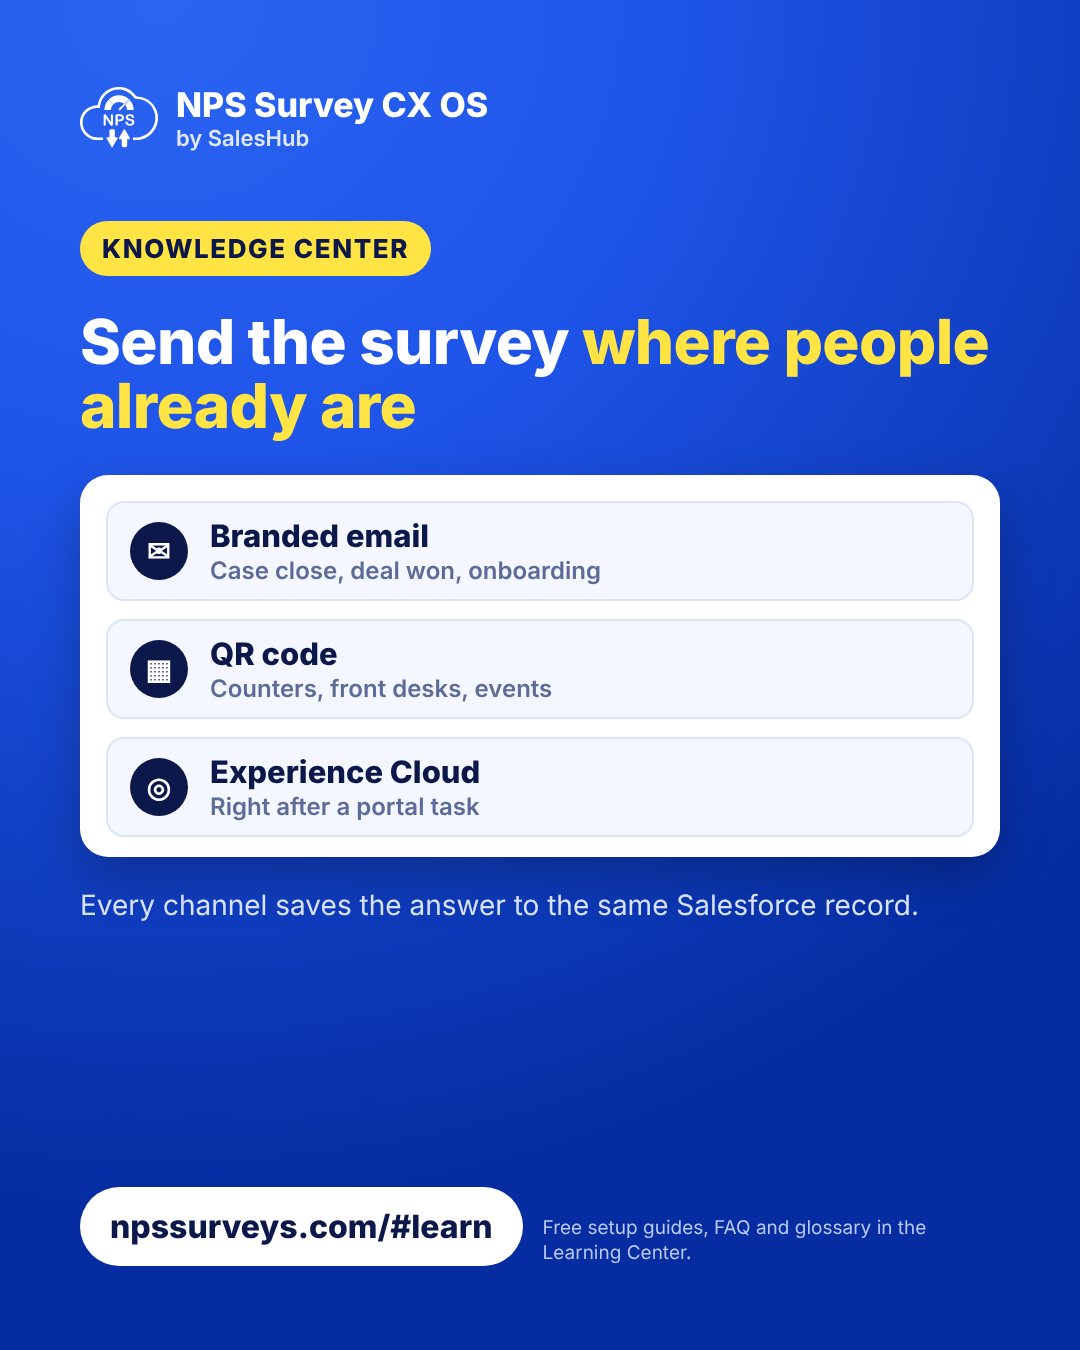 NPS
NPS Survey CX OS
by SalesHub
KNOWLEDGE CENTER
Send the survey where people
already are
Branded email
Case close, deal won, onboarding
QR code
Counters, front desks, events
Experience Cloud
Right after a portal task
Every channel saves the answer to the same Salesforce record.
npssurveys.com/#learn
Free setup guides, FAQ and glossary in the
Learning Center.